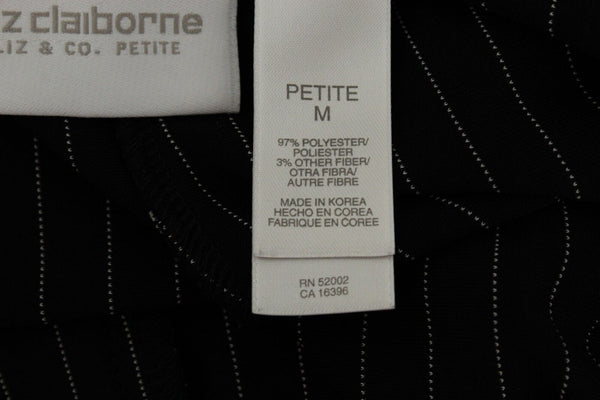 z claiborne
LIZ & CO. PETITE
PETITE
M
97% POLYESTER/
POLIESTER
3% OTHER FIBER/
OTRA FIBRA/
AUTRE FIBRE
MADE IN KOREA
HECHO EN COREA
FABRIQUE EN COREE
RN 52002
CA 16396